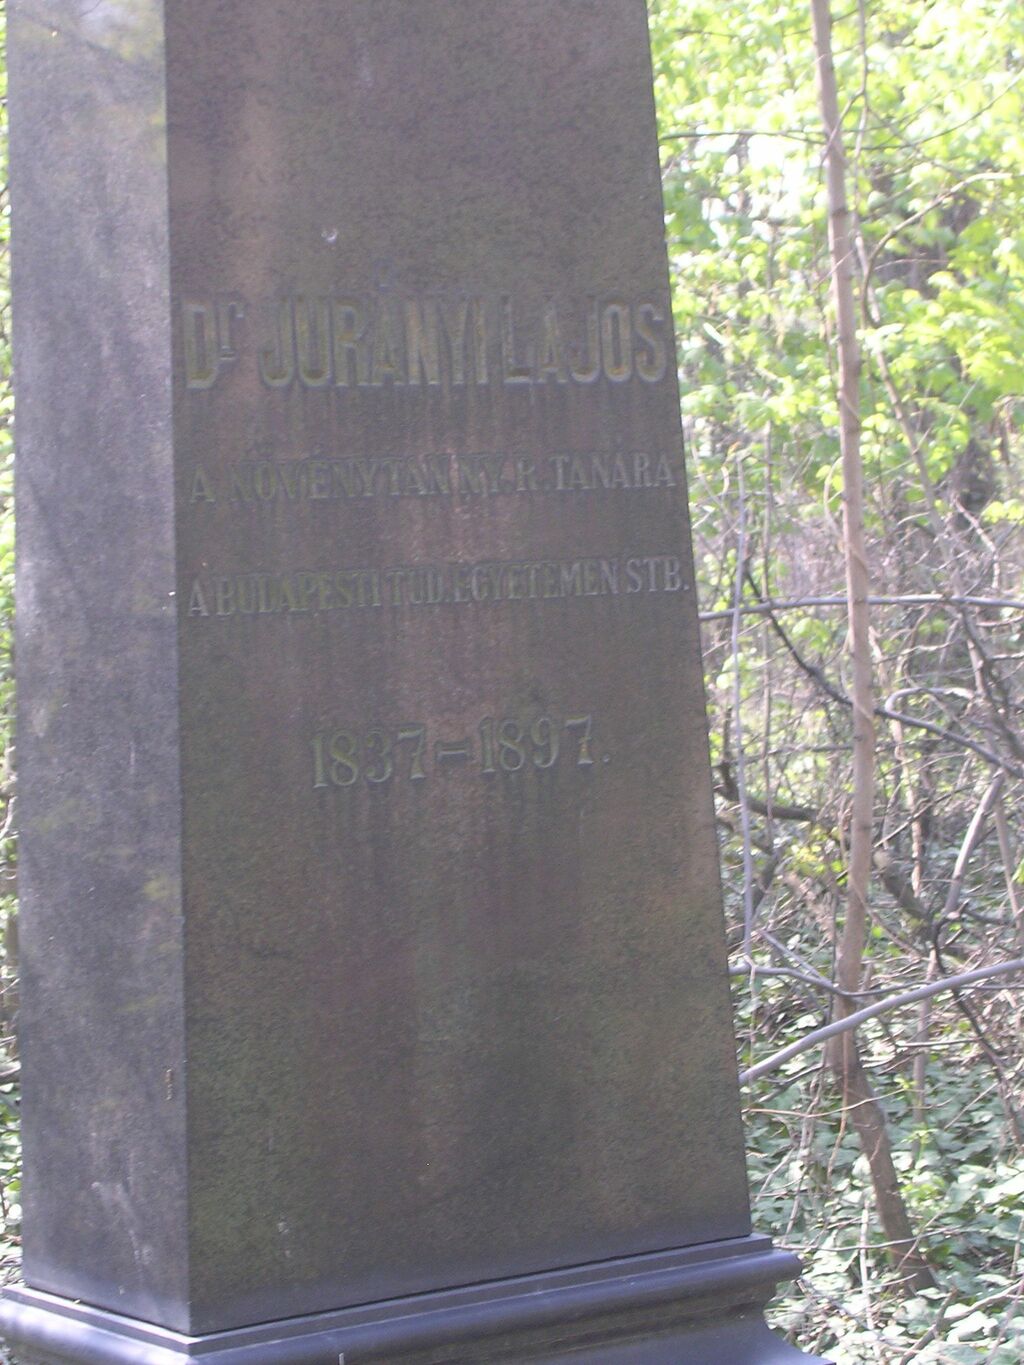 Dr JURÁNYI LAJOS
A NÖVÉNYTAN NY. R. TANÁRA
A BUDAPESTI TUD. EGYETEMEN STB.
1837-1897.